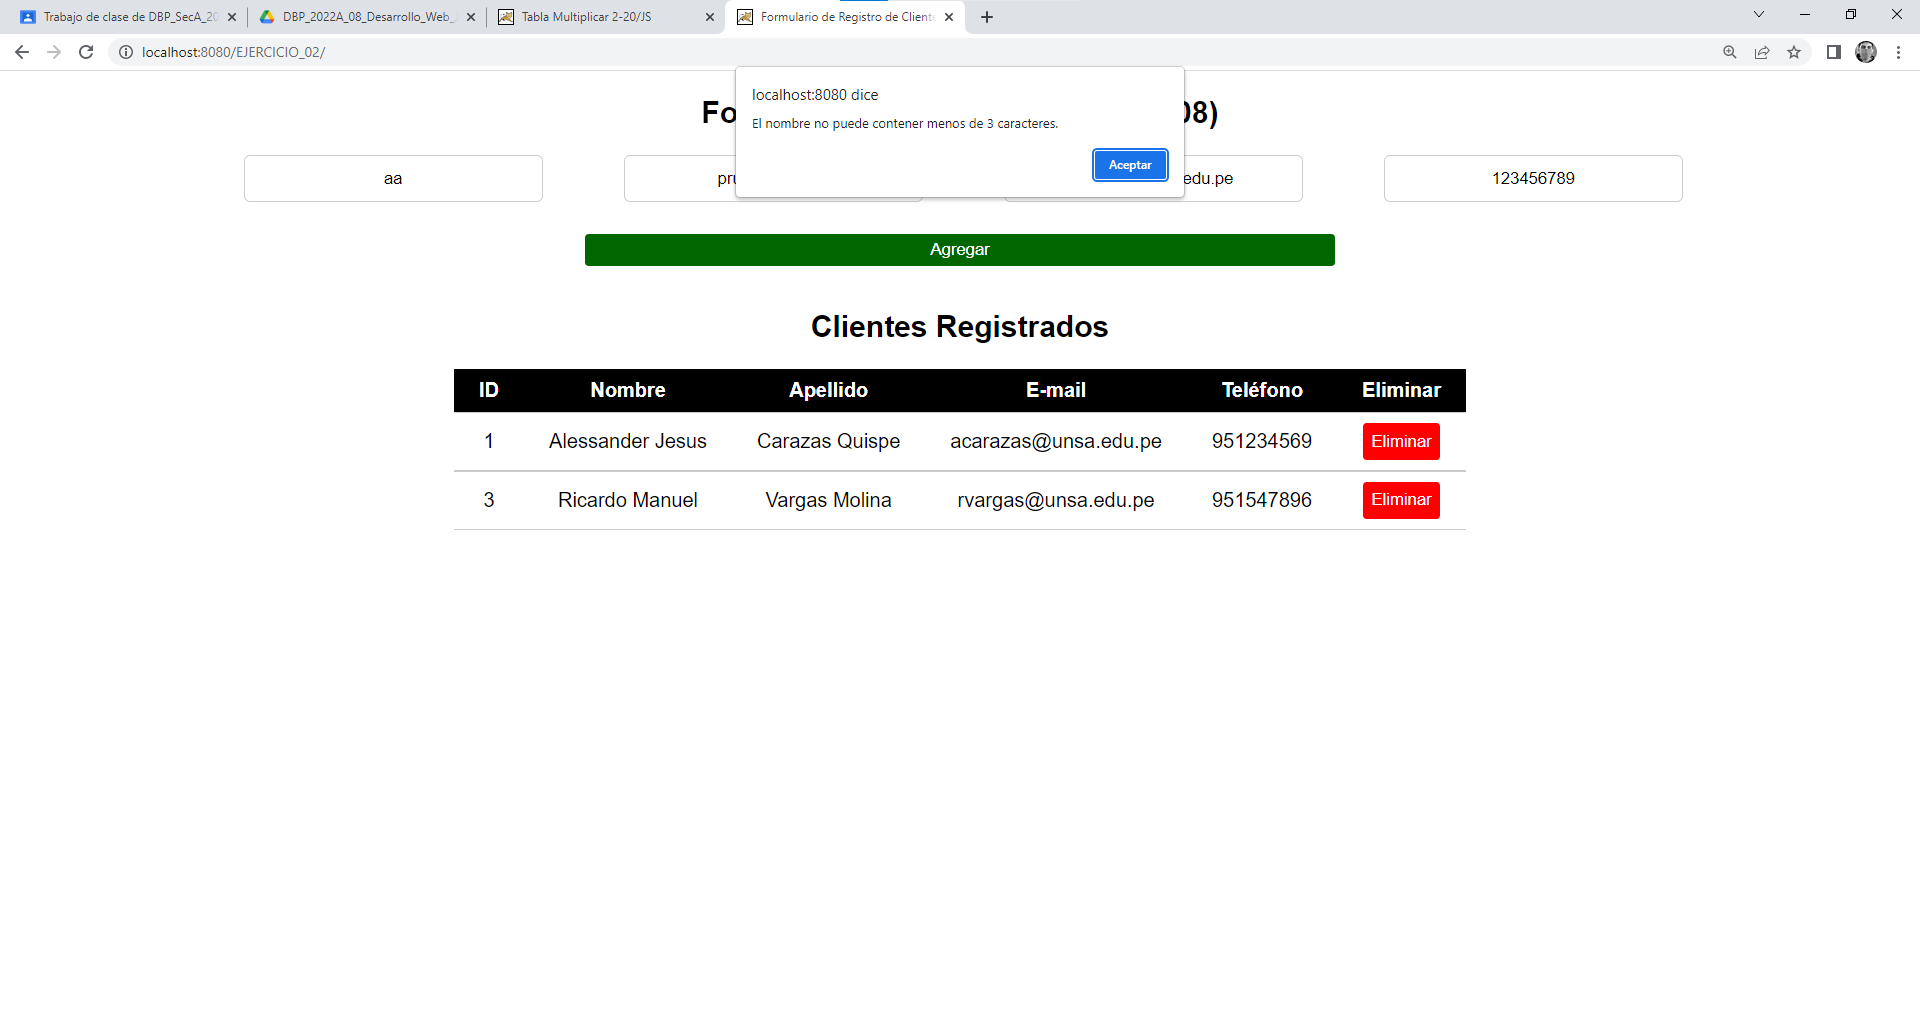 Trabajo de clase de DBP_SecA_20
DBP_2022A_08_Desarrollo_Web_
Tabla Multiplicar 2-20/JS
Formulario de Registro de Cliente
localhost:8080/EJERCICIO_02/
localhost:8080 dice
El nombre no puede contener menos de 3 caracteres.
Aceptar
Fo 08)
aa pru edu.pe 123456789
Agregar
Clientes Registrados
ID Nombre Apellido E-mail Teléfono Eliminar
1 Alessander Jesus Carazas Quispe acarazas@unsa.edu.pe 951234569 Eliminar
3 Ricardo Manuel Vargas Molina rvargas@unsa.edu.pe 951547896 Eliminar